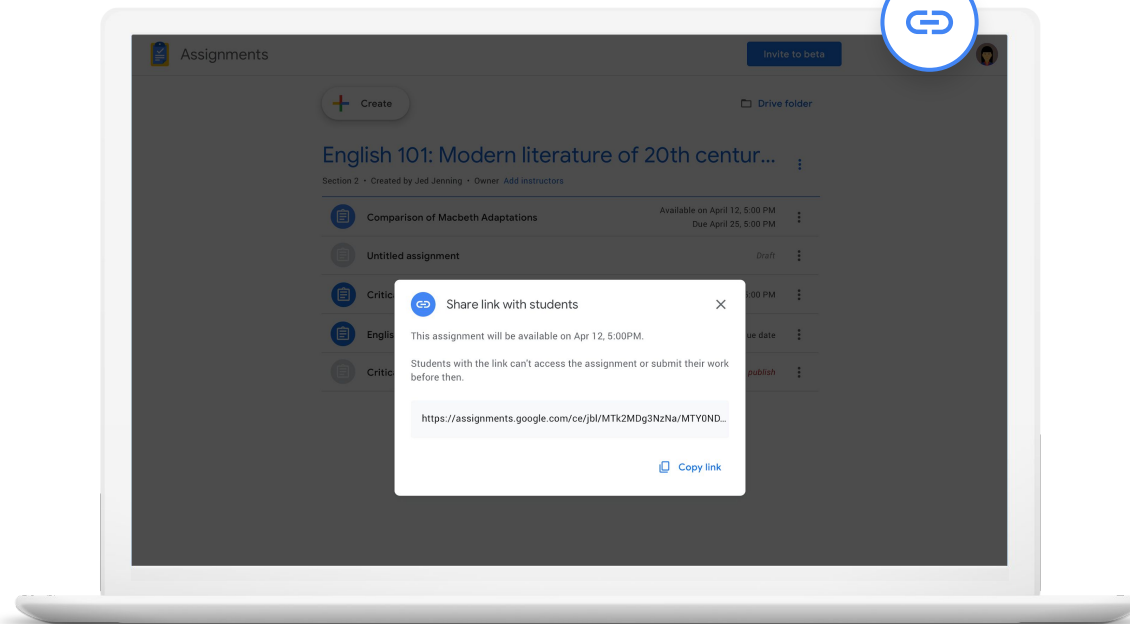 Assignments
Invite to beta
Create
Drive folder
English 101: Modern literature of 20th centur...
Section 2 • Created by Jed Jenning • Owner Add instructors
Comparison of Macbeth Adaptations
Available on April 12, 5:00 PM
Due April 25, 5:00 PM
Untitled assignment
Draft
Critic
:00 PM
Englis
ue date
Critic
publish
Share link with students
This assignment will be available on Apr 12, 5:00PM.
Students with the link can't access the assignment or submit their work
before then.
https://assignments.google.com/ce/jbl/MTk2MDg3NzNa/MTY0ND...
Copy link